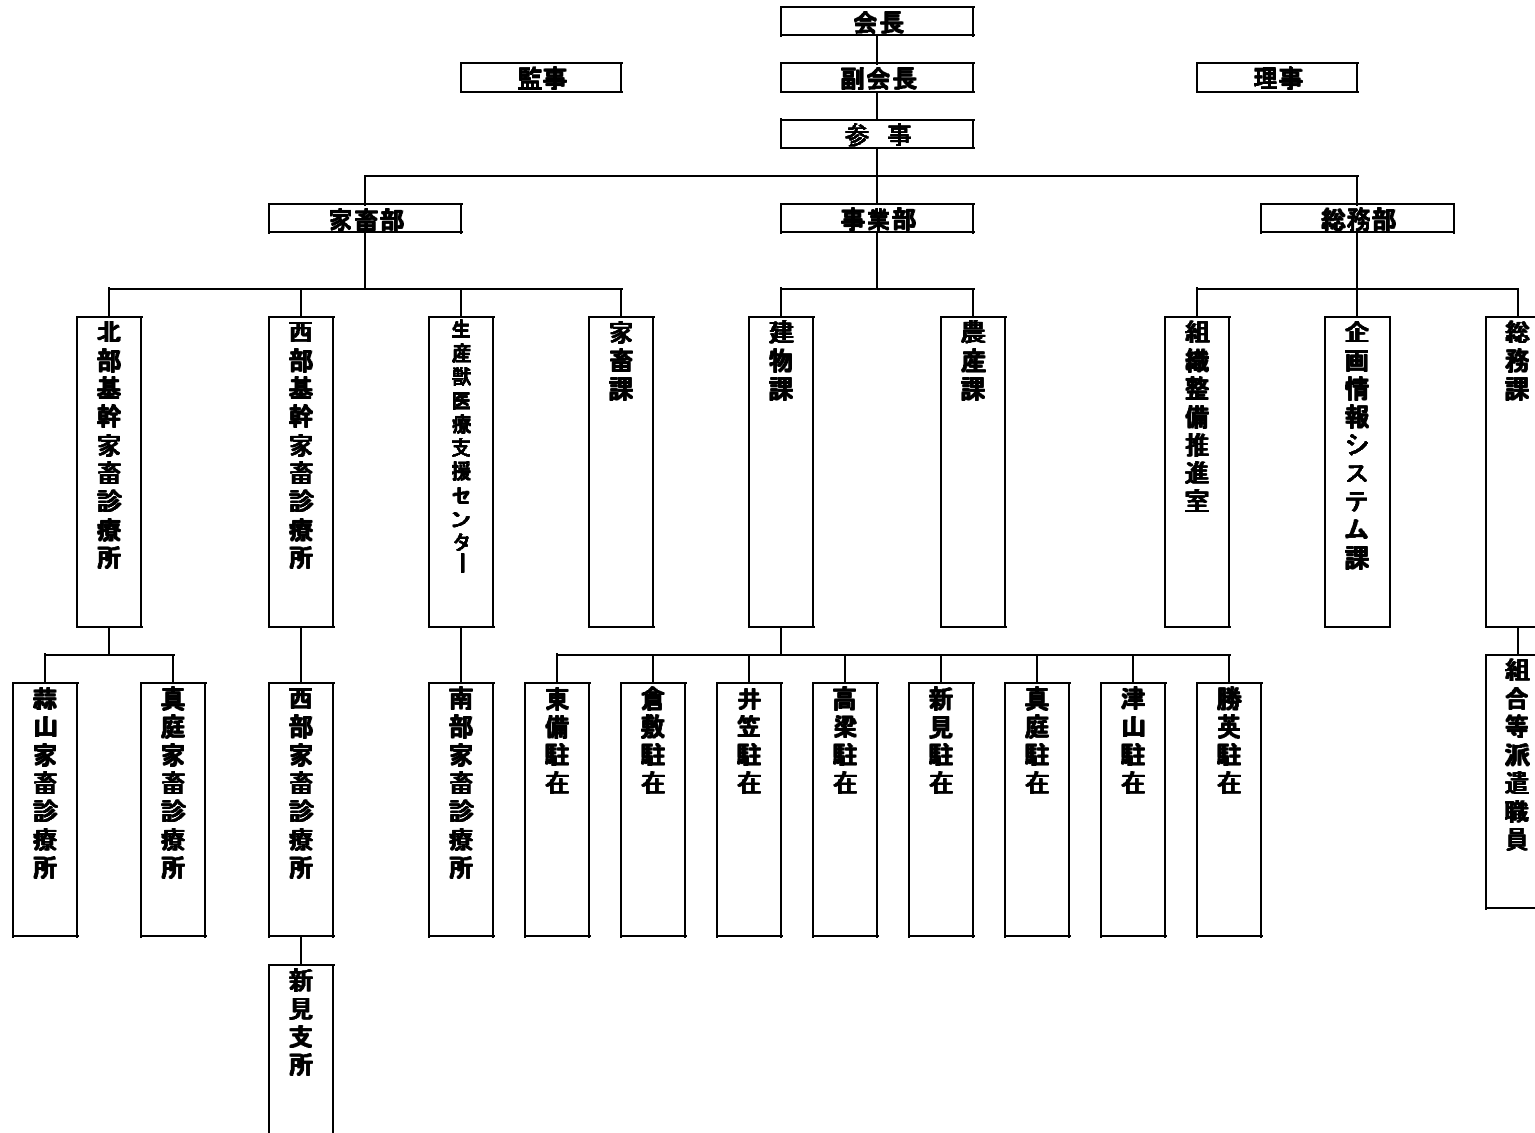 会長
監事
副会長
理事
参 事
家畜部
事業部
総務部
北部基幹家畜診療所
西部基幹家畜診療所
生産獣医療支援センター
家畜課
建物課
農産課
組織整備推進室
企画情報システム課
総務課
蒜山家畜診療所
真庭家畜診療所
西部家畜診療所
南部家畜診療所
東備駐在
倉敷駐在
井笠駐在
高梁駐在
新見駐在
真庭駐在
津山駐在
勝英駐在
組合等派遣職員
新見支所